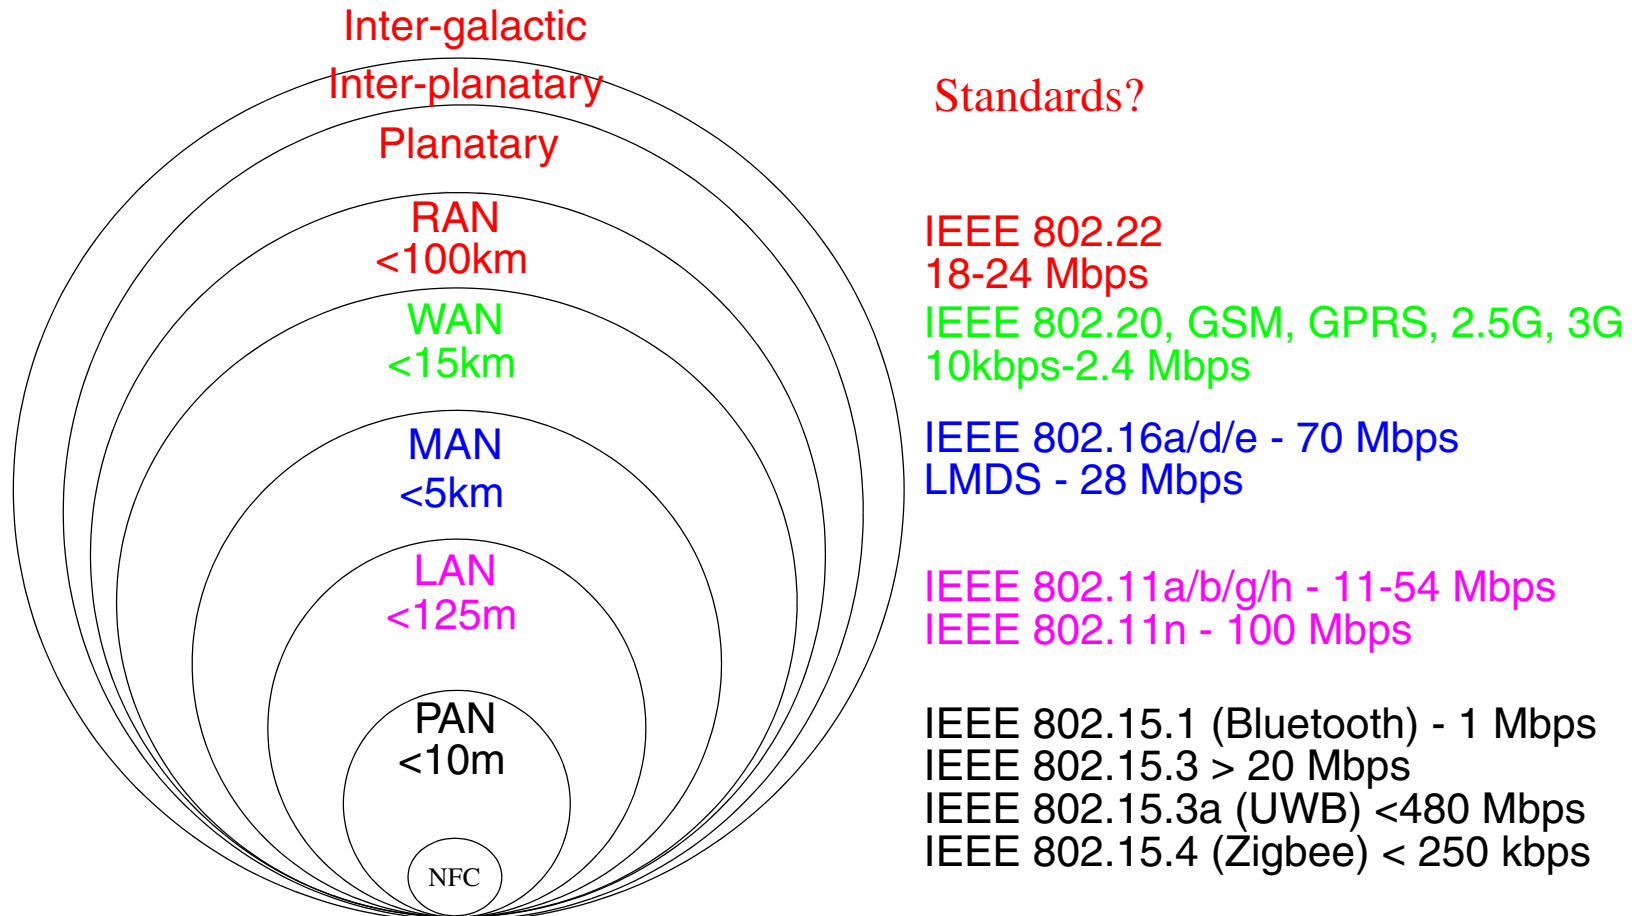 Inter-galactic
Inter-planatary
Standards?
Planatary
RAN
<100km
IEEE 802.22
18-24 Mbps
WAN
<15km
IEEE 802.20, GSM, GPRS, 2.5G, 3G
10kbps-2.4 Mbps
MAN
<5km
IEEE 802.16a/d/e - 70 Mbps
LMDS - 28 Mbps
LAN
<125m
IEEE 802.11a/b/g/h - 11-54 Mbps
IEEE 802.11n - 100 Mbps
PAN
<10m
IEEE 802.15.1 (Bluetooth) - 1 Mbps
IEEE 802.15.3 > 20 Mbps
IEEE 802.15.3a (UWB) <480 Mbps
IEEE 802.15.4 (Zigbee) < 250 kbps
NFC